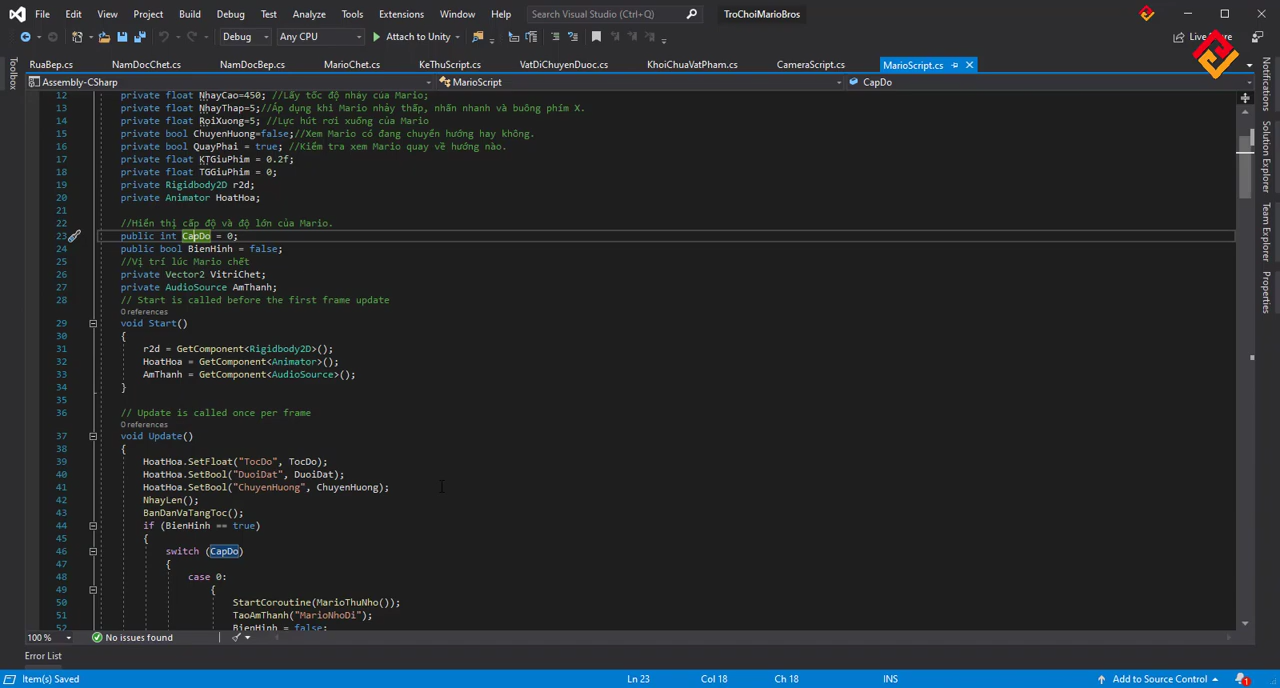 File Edit View Project Build Debug Test Analyze Tools Extensions Window Help Search Visual Studio (Ctrl+Q) TroChoiMarioBros
Debug Any CPU Attach to Unity Live Share
Toolbox
RuaBep.cs NamDocChet.cs NamDocBep.cs MarioChet.cs KeThuScript.cs VatDiChuyenDuoc.cs KhoiChuaVatPham.cs CameraScript.cs MarioScript.cs
Assembly-CSharp MarioScript CapDo
12 private float NhayCao=450; //Lấy tốc độ nhảy của Mario;
13 private float NhayThap=5;//Áp dụng khi Mario nhảy thấp, nhấn nhanh và buông phím X.
14 private float RoiXuong=5; //Lực hút rơi xuống của Mario
15 private bool ChuyenHuong=false;//Xem Mario có đang chuyển hướng hay không.
16 private bool QuayPhai = true; //Kiểm tra xem Mario quay về hướng nào.
17 private float KTGiuPhim = 0.2f;
18 private float TGGiuPhim = 0;
19 private Rigidbody2D r2d;
20 private Animator HoatHoa;
21
22 //Hiển thị cấp độ và độ lớn của Mario.
23 public int CapDo = 0;
24 public bool BienHinh = false;
25 //Vị trí lúc Mario chết
26 private Vector2 VitriChet;
27 private AudioSource AmThanh;
28 // Start is called before the first frame update
0 references
29 void Start()
30 {
31 r2d = GetComponent<Rigidbody2D>();
32 HoatHoa = GetComponent<Animator>();
33 AmThanh = GetComponent<AudioSource>();
34 }
35
36 // Update is called once per frame
0 references
37 void Update()
38 {
39 HoatHoa.SetFloat("TocDo", TocDo);
40 HoatHoa.SetBool("DuoiDat", DuoiDat);
41 HoatHoa.SetBool("ChuyenHuong", ChuyenHuong);
42 NhayLen();
43 BanDanVaTangToc();
44 if (BienHinh == true)
45 {
46 switch (CapDo)
47 {
48 case 0:
49 {
50 StartCoroutine(MarioThuNho());
51 TaoAmThanh("MarioNhoDi");
52 BienHinh = false;
Notifications
Solution Explorer
Team Explorer
Properties
100% No issues found
Error List
Item(s) Saved Ln 23 Col 18 Ch 18 INS Add to Source Control 1